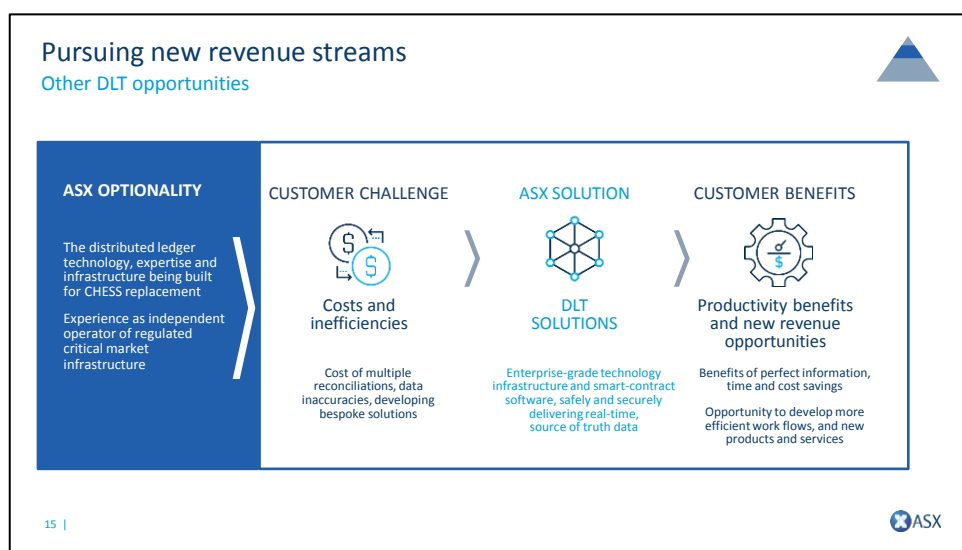 Pursuing new revenue streams
Other DLT opportunities
ASX OPTIONALITY
The distributed ledger
technology, expertise and
infrastructure being built
for CHESS replacement
Experience as independent
operator of regulated
critical market
infrastructure
CUSTOMER CHALLENGE
$
$
Costs and
inefficiencies
Cost of multiple
reconciliations, data
inaccuracies, developing
bespoke solutions
ASX SOLUTION
DLT
SOLUTIONS
Enterprise-grade technology
infrastructure and smart-contract
software, safely and securely
delivering real-time,
source of truth data
CUSTOMER BENEFITS
$
Productivity benefits
and new revenue
opportunities
Benefits of perfect information,
time and cost savings
Opportunity to develop more
efficient work flows, and new
products and services
15 |
ASX